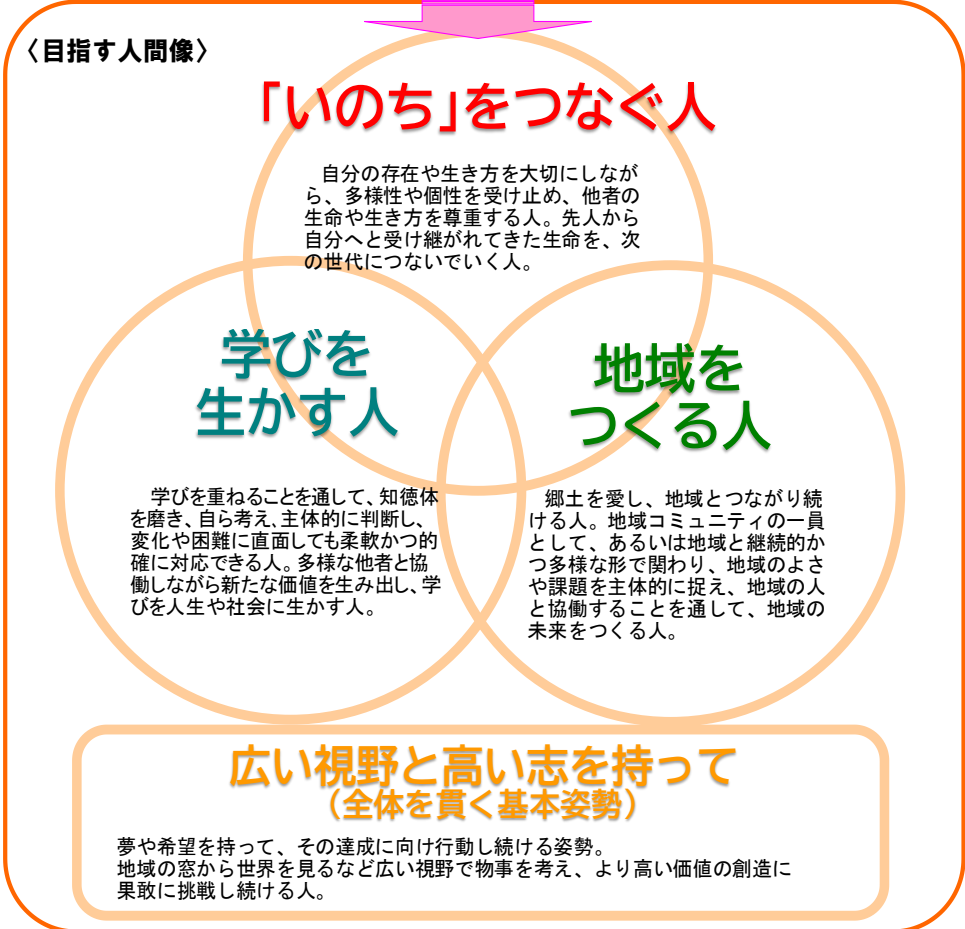 〈目指す人間像〉
「いのち」をつなぐ人
自分の存在や生き方を大切にしなが
ら、多様性や個性を受け止め、他者の
生命や生き方を尊重する人。先人から
自分へと受け継がれてきた生命を、次
の世代につないでいく人。
学びを
生かす人
学びを重ねることを通して、知徳体
を磨き、自ら考え、主体的に判断し、
変化や困難に直面しても柔軟かつ的
確に対応できる人。多様な他者と協
働しながら新たな価値を生み出し、学
びを人生や社会に生かす人。
地域を
つくる人
郷土を愛し、地域とつながり続
ける人。地域コミュニティの一員
として、あるいは地域と継続的か
つ多様な形で関わり、地域のよさ
や課題を主体的に捉え、地域の人
と協働することを通して、地域の
未来をつくる人。
広い視野と高い志を持って
（全体を貫く基本姿勢）
夢や希望を持って、その達成に向け行動し続ける姿勢。
地域の窓から世界を見るなど広い視野で物事を考え、より高い価値の創造に
果敢に挑戦し続ける人。